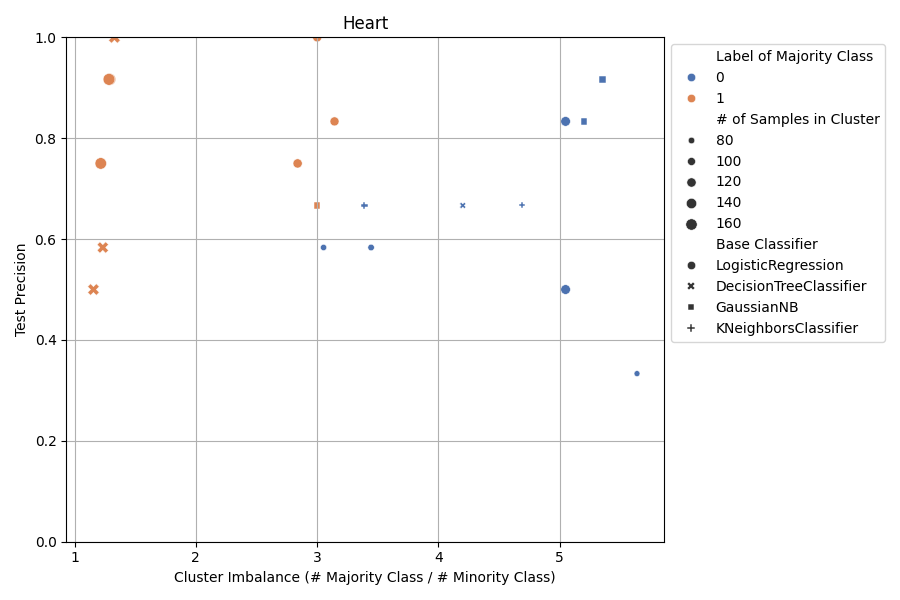 Heart
1.0
0.8
0.6
0.4
0.2
0.0
Test Precision
1
2
3
4
5
Cluster Imbalance (# Majority Class / # Minority Class)
Label of Majority Class
0
1
# of Samples in Cluster
80
100
120
140
160
Base Classifier
LogisticRegression
DecisionTreeClassifier
GaussianNB
KNeighborsClassifier